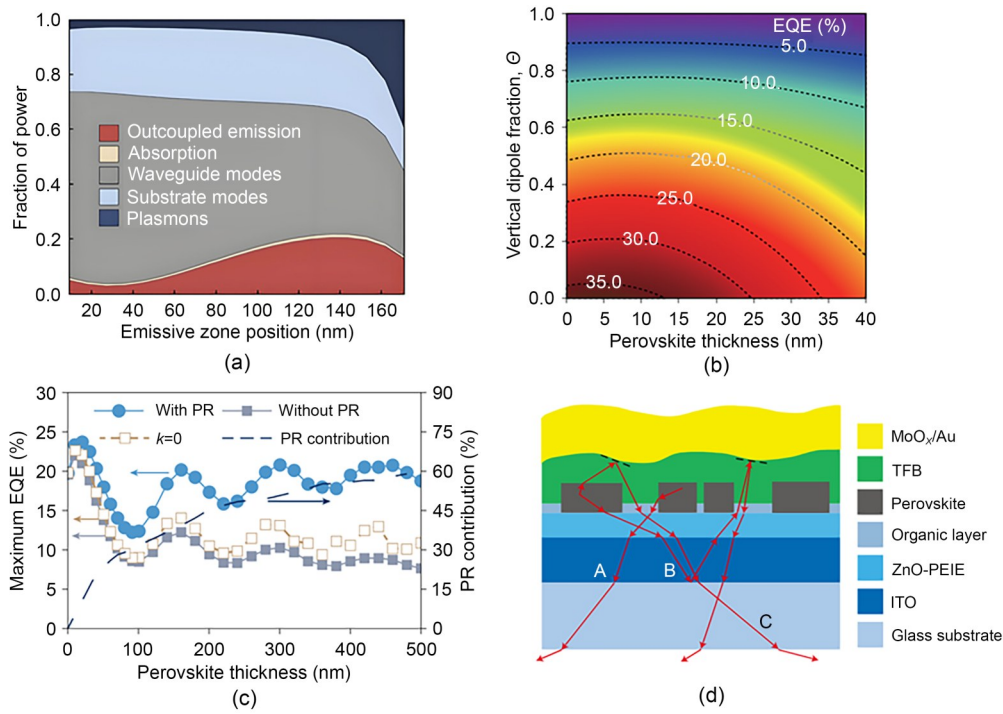 1.0
0.8
0.6
0.4
0.2
0.0
Fraction of power
Outcoupled emission
Absorption
Waveguide modes
Substrate modes
Plasmons
20 40 60 80 100 120 140 160
Emissive zone position (nm)
(a)
1.0
0.8
0.6
0.4
0.2
0.0
Vertical dipole fraction, Θ
EQE (%)
5.0
10.0
15.0
20.0
25.0
30.0
35.0
0 5 10 15 20 25 30 35 40
Perovskite thickness (nm)
(b)
30
25
20
15
10
5
0
Maximum EQE (%)
With PR
Without PR
k=0
PR contribution
90
75
60
45
30
15
0
PR contribution (%)
0 100 200 300 400 500
Perovskite thickness (nm)
(c)
A
B
C
MoOx/Au
TFB
Perovskite
Organic layer
ZnO-PEIE
ITO
Glass substrate
(d)